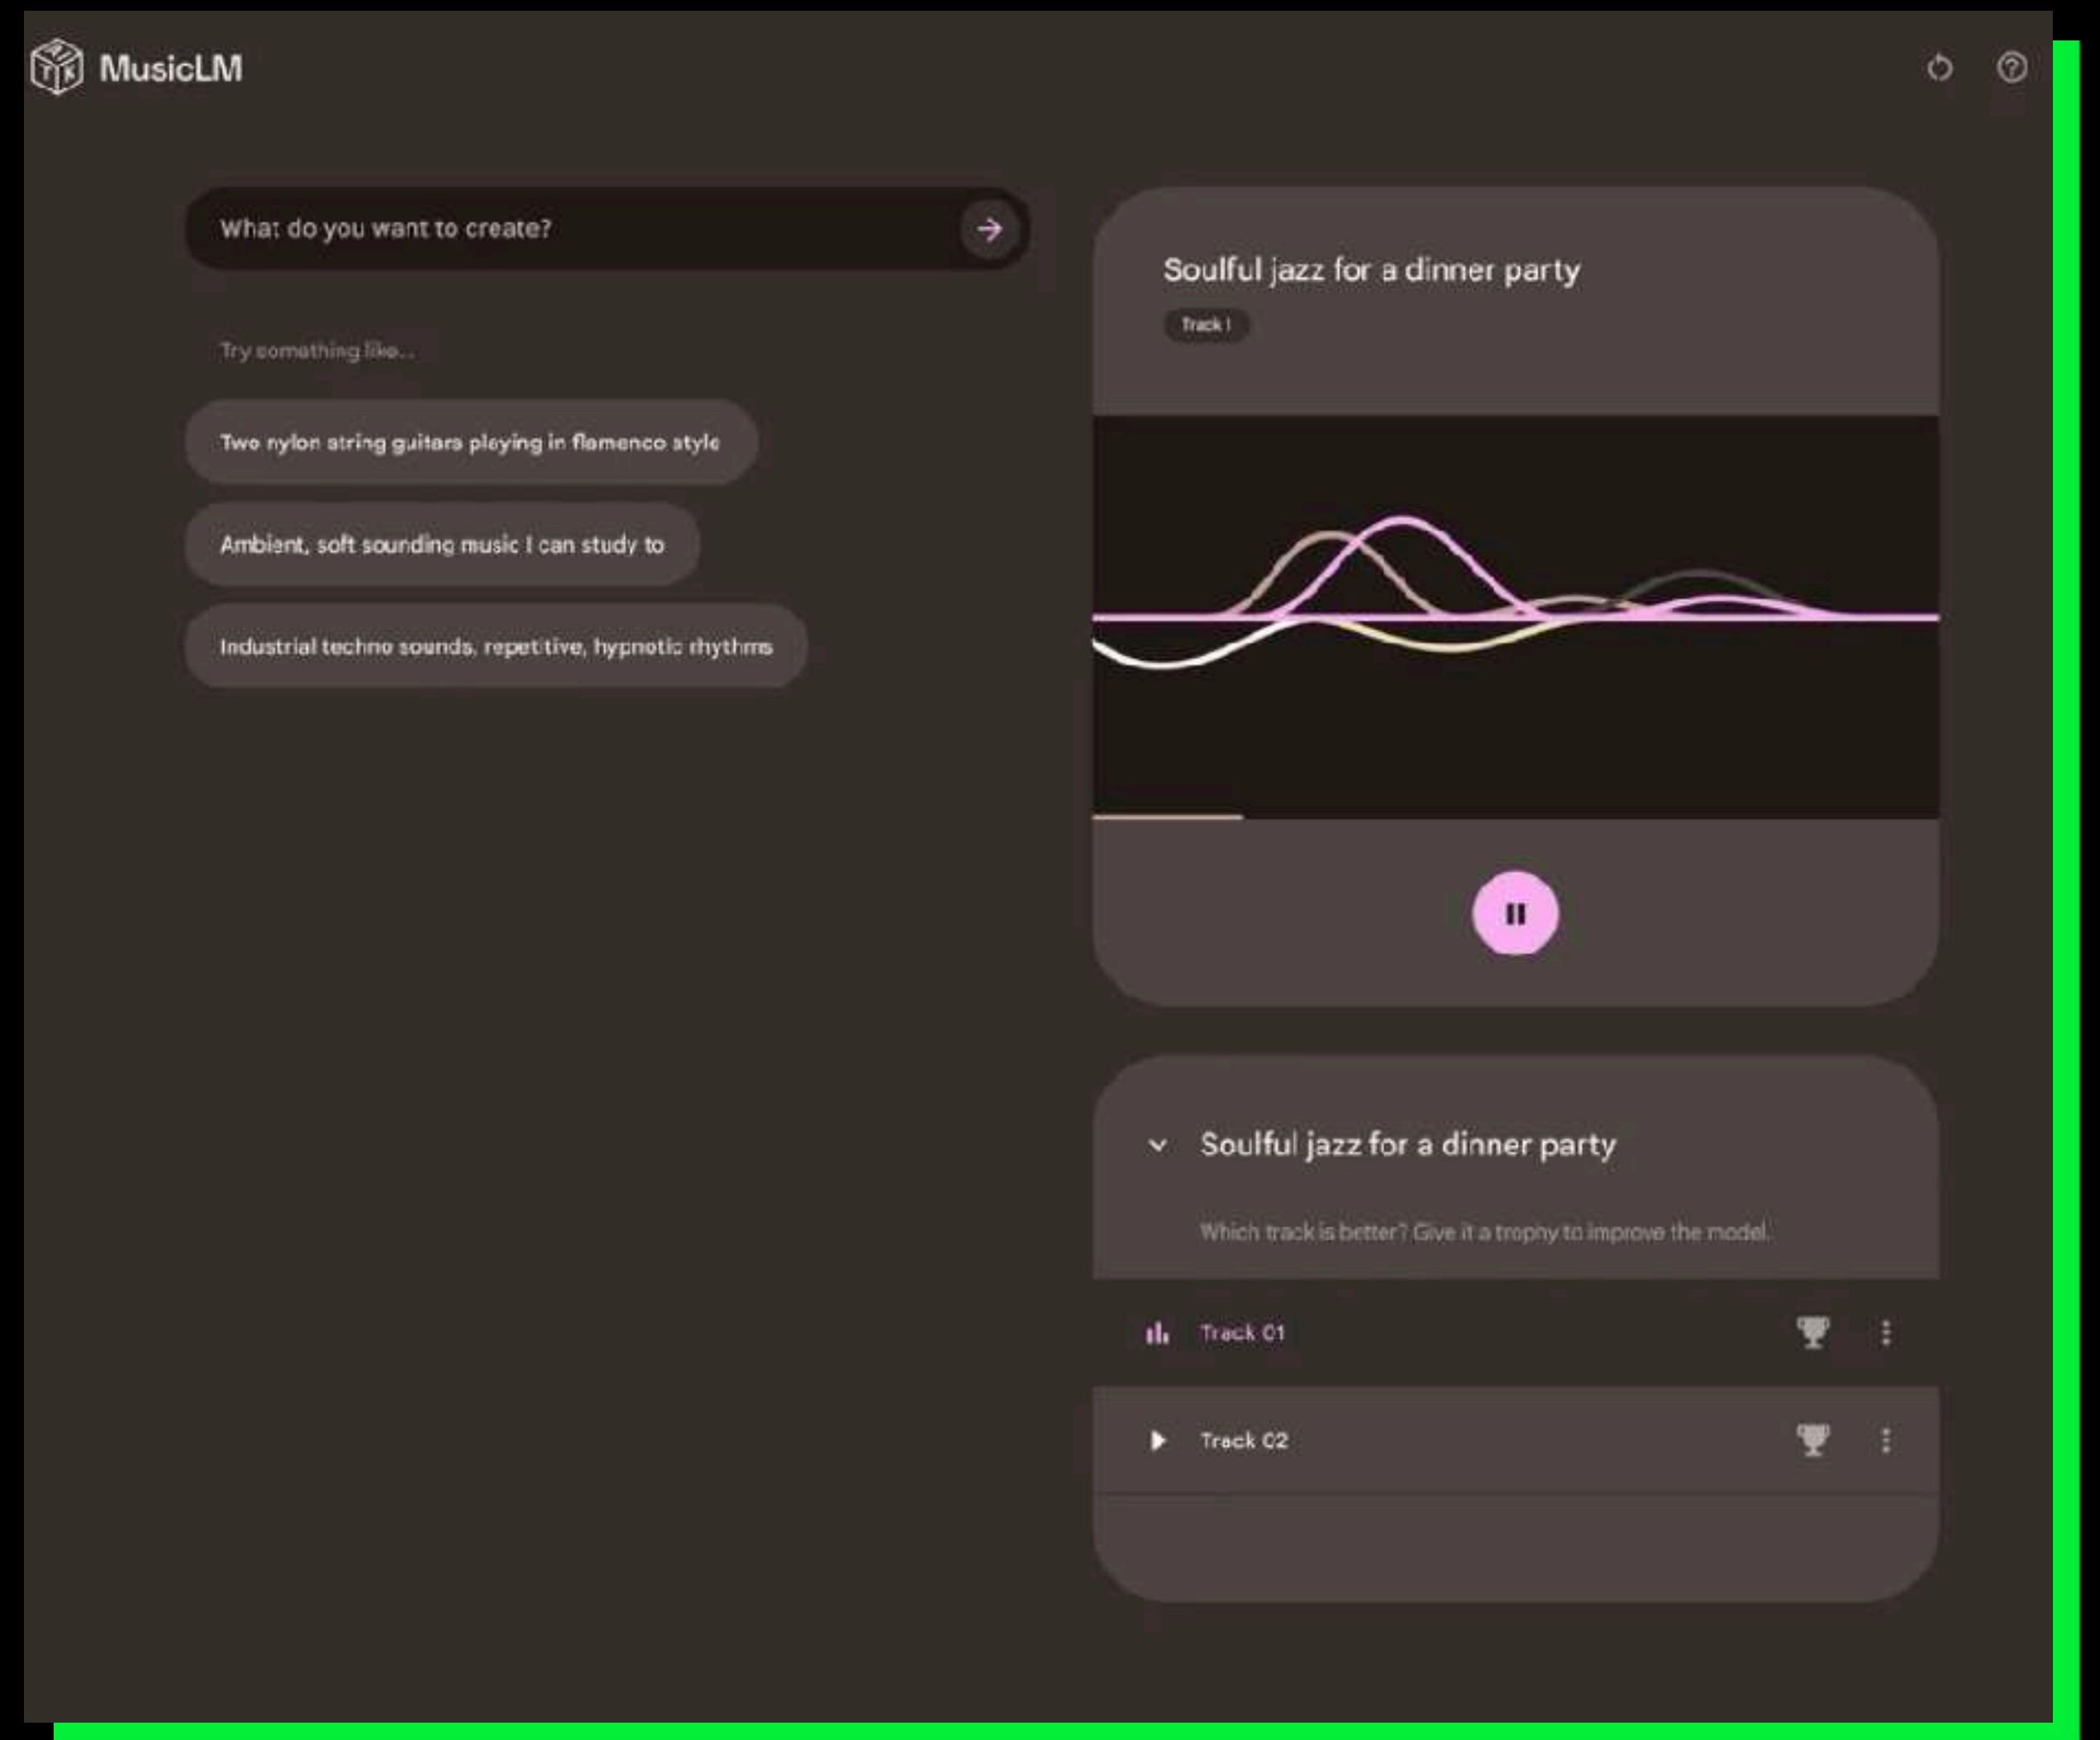 MusicLM
What do you want to create?
Try something like...
Two nylon string guitars playing in flamenco style
Ambient, soft sounding music I can study to
Industrial techno sounds, repetitive, hypnotic rhythms
Soulful jazz for a dinner party
Track 1
Soulful jazz for a dinner party
Which track is better? Give it a trophy to improve the model.
Track 01
Track 02